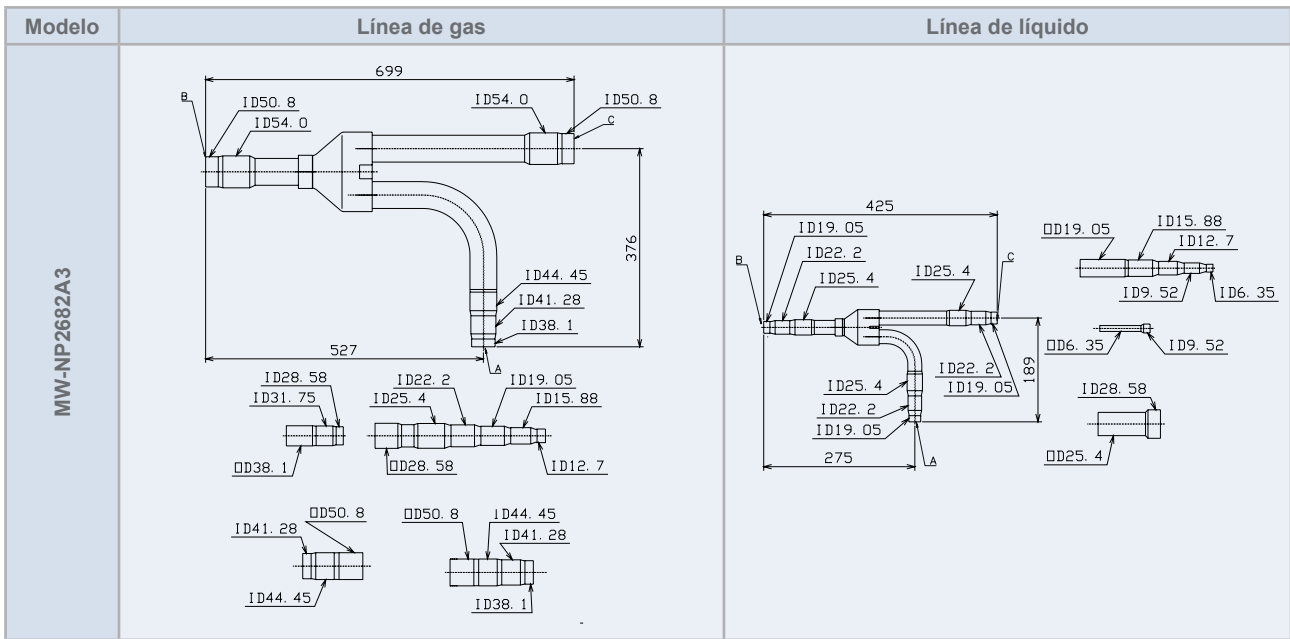 Modelo
Línea de gas
Línea de líquido
MW-NP2682A3
699
B
ID50. 8
ID54. 0
ID54. 0
ID50. 8
C
376
ID44. 45
ID41. 28
ID38. 1
527
A
ID28. 58
ID31. 75
OD38. 1
ID22. 2
ID19. 05
ID25. 4
ID15. 88
OD28. 58
ID12. 7
OD50. 8
ID41. 28
ID44. 45
OD50. 8
ID44. 45
ID41. 28
ID38. 1
425
B
ID19. 05
ID22. 2
ID25. 4
ID25. 4
C
189
ID22. 2
ID19. 05
ID25. 4
ID22. 2
ID19. 05
275
A
OD19. 05
ID15. 88
ID12. 7
ID9. 52
ID6. 35
OD6. 35
ID9. 52
ID28. 58
OD25. 4